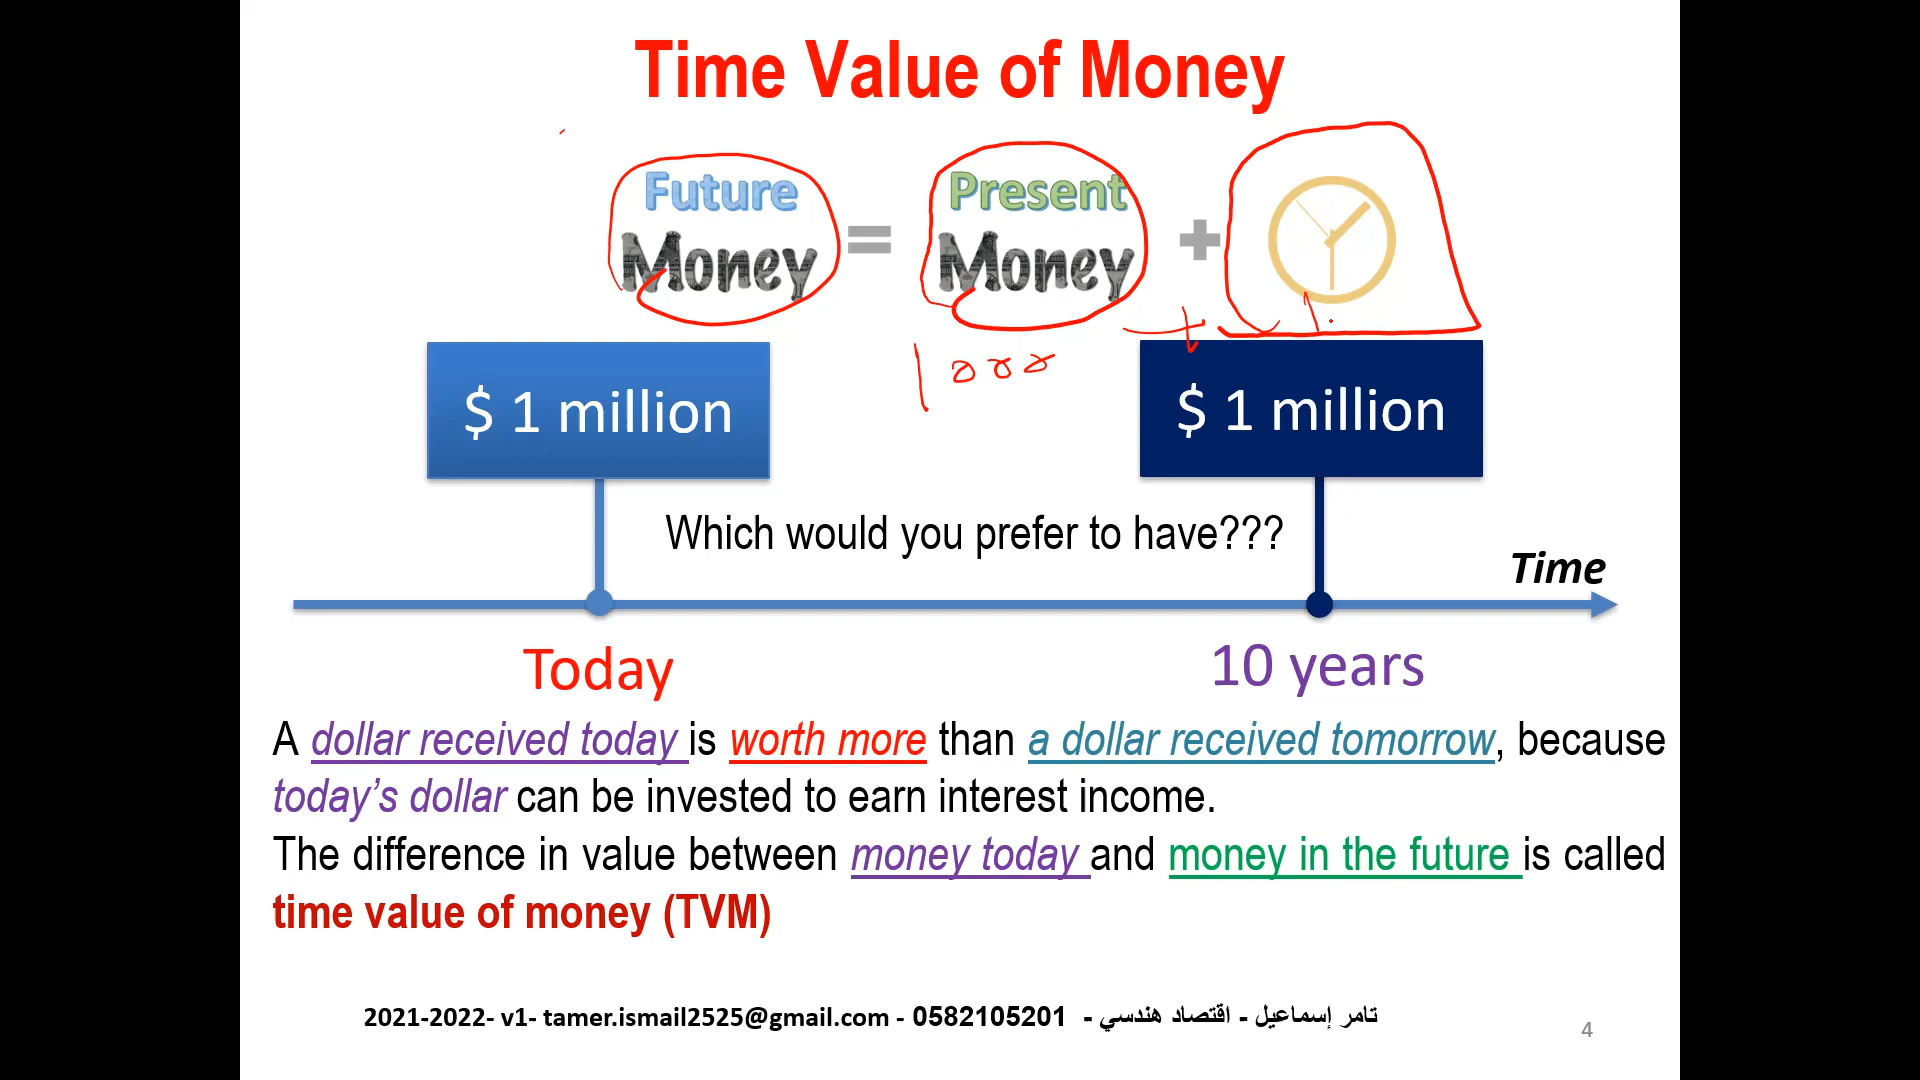 Time Value of Money
Future Money = Present Money +
1000
$ 1 million
$ 1 million
Which would you prefer to have???
Time
Today
10 years
A dollar received today is worth more than a dollar received tomorrow, because
today’s dollar can be invested to earn interest income.
The difference in value between money today and money in the future is called
time value of money (TVM)
2021-2022- v1- tamer.ismail2525@gmail.com - 0582105201 - تامر إسماعيل - اقتصاد هندسي
4